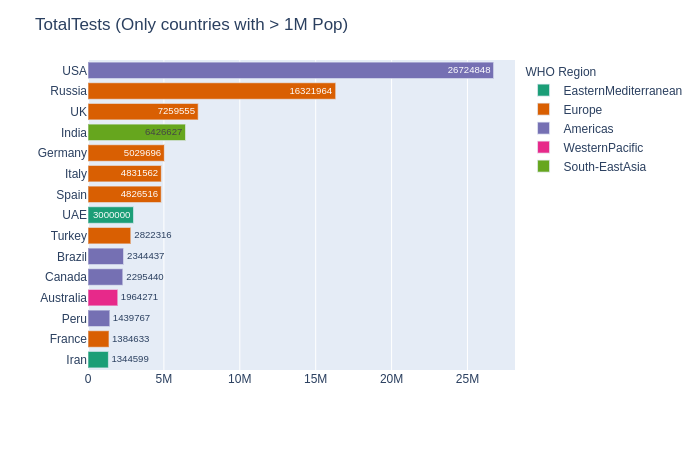 TotalTests (Only countries with > 1M Pop)
USA 26724848
Russia 16321964
UK 7259555
India 6426627
Germany 5029696
Italy 4831562
Spain 4826516
UAE 3000000
Turkey 2822316
Brazil 2344437
Canada 2295440
Australia 1964271
Peru 1439767
France 1384633
Iran 1344599
0 5M 10M 15M 20M 25M
WHO Region
EasternMediterranean
Europe
Americas
WesternPacific
South-EastAsia